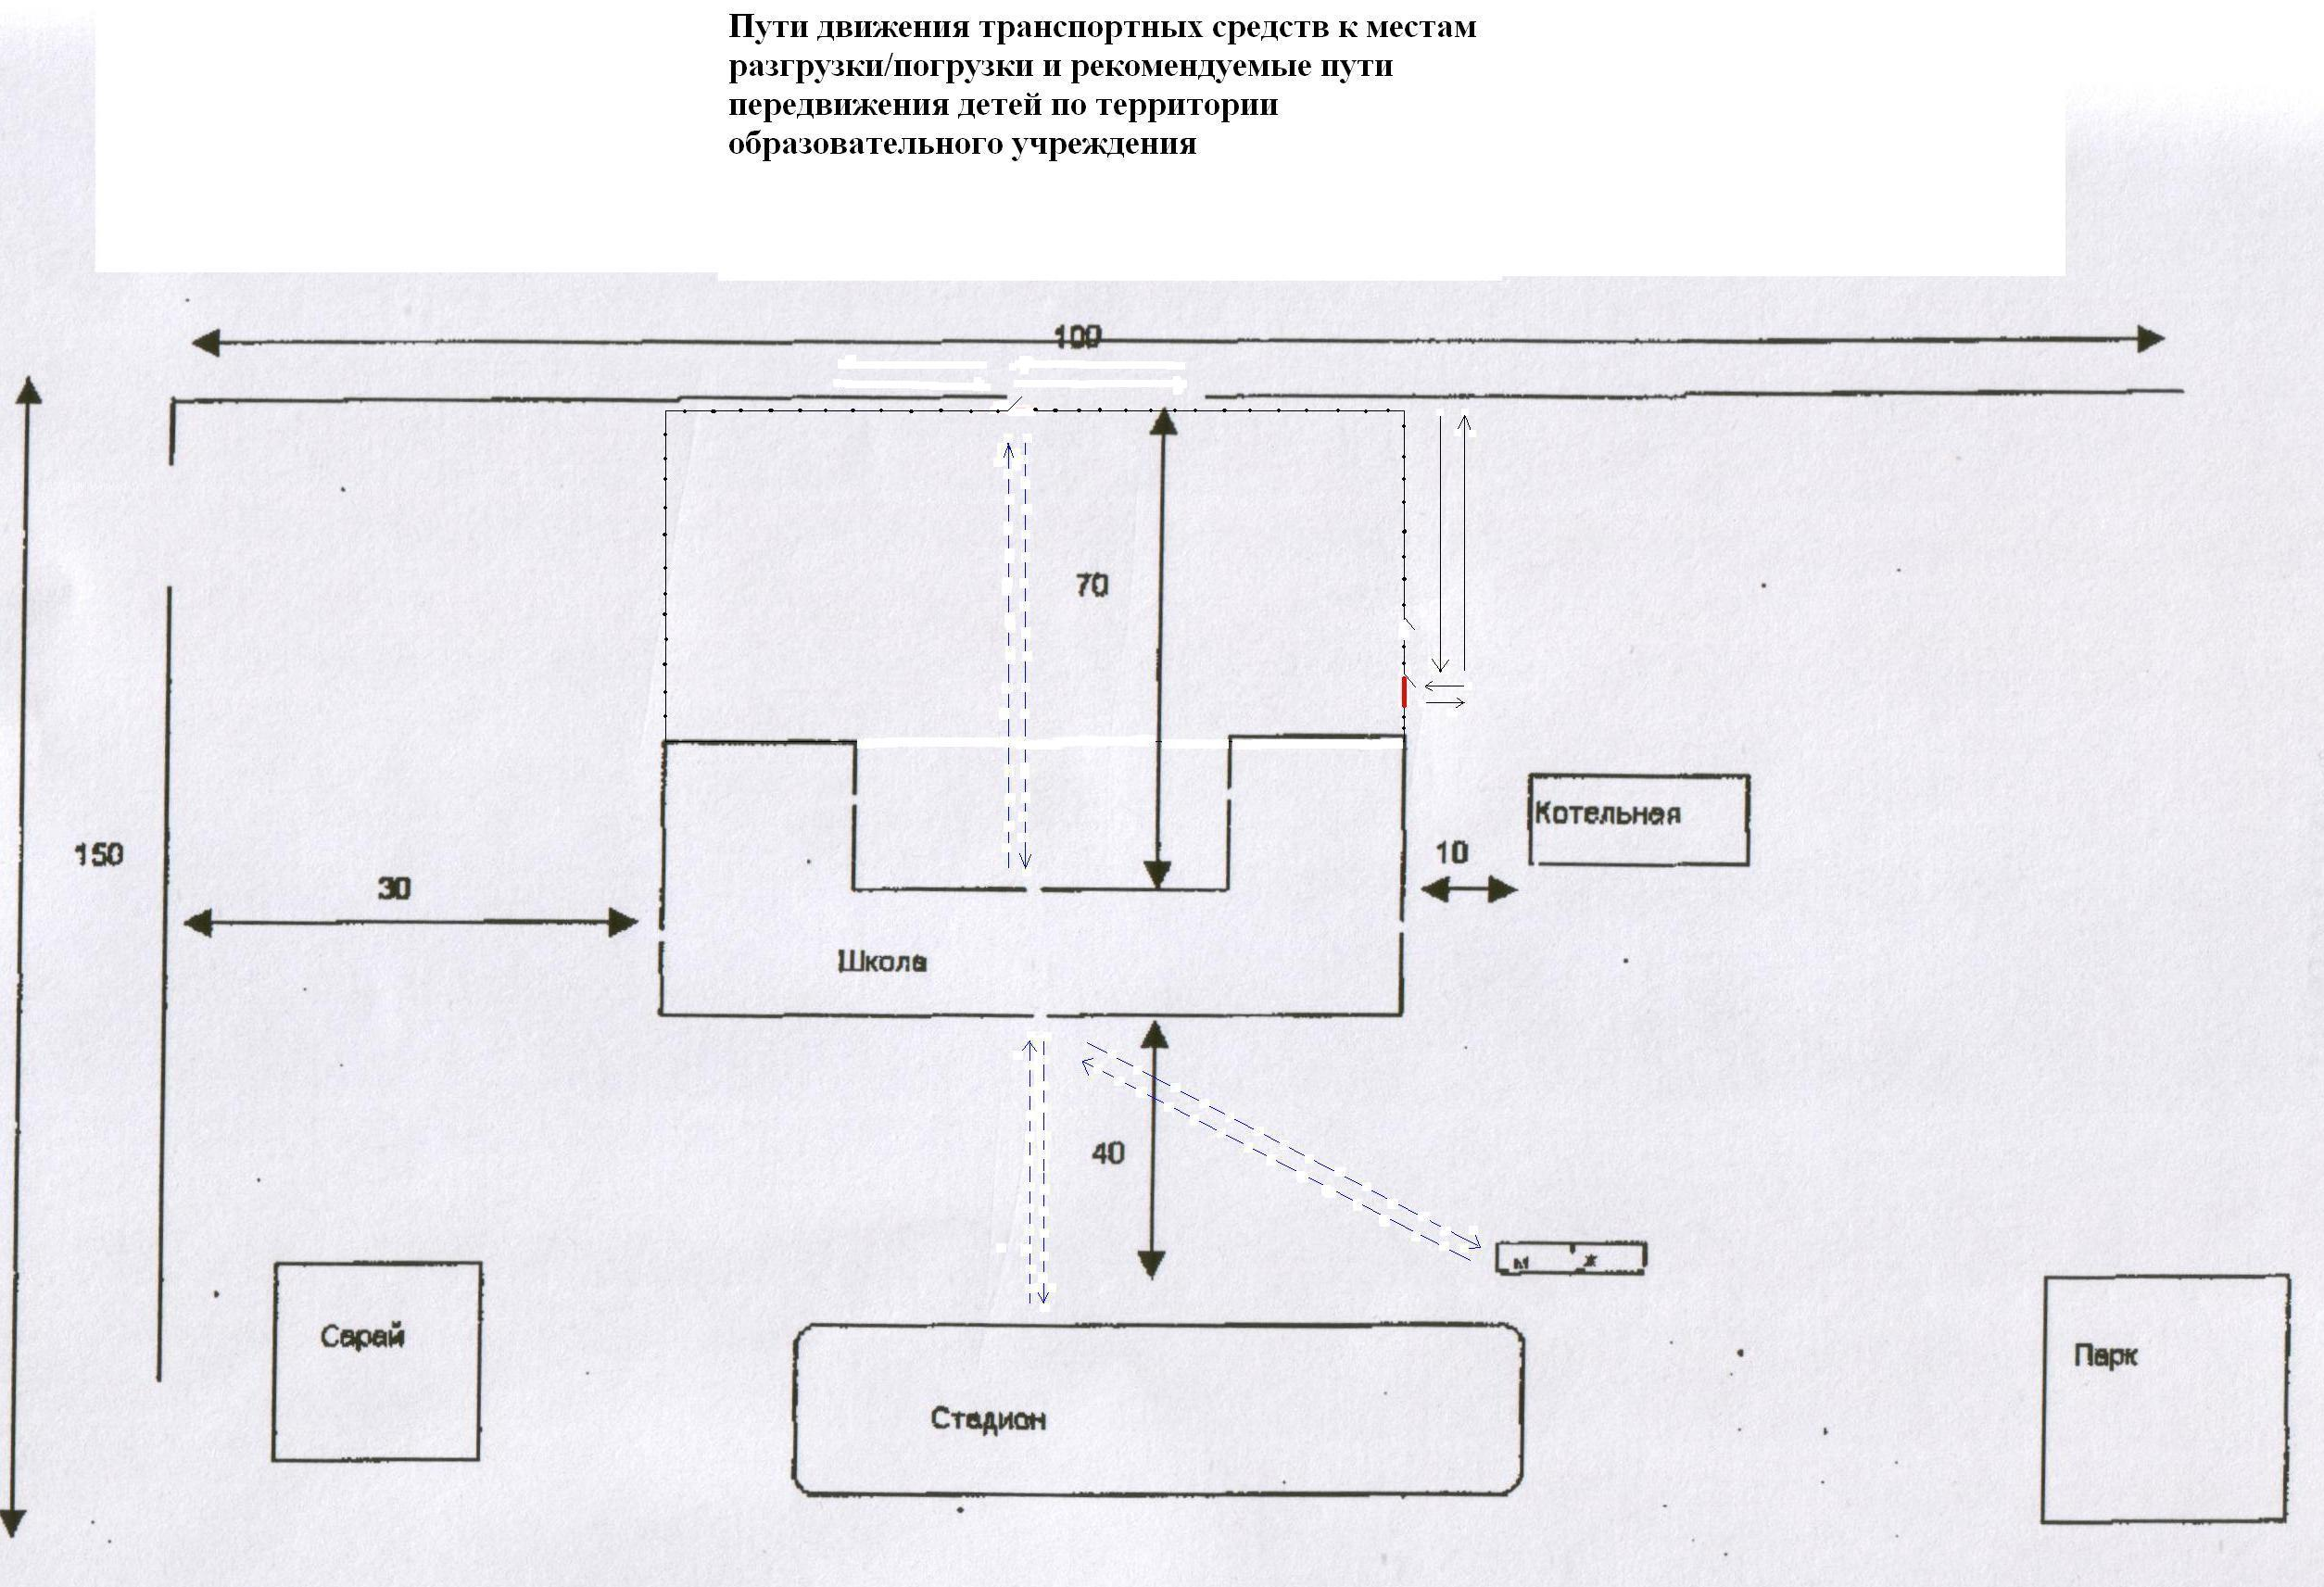 Пути движения транспортных средств к местам
разгрузки/погрузки и рекомендуемые пути
передвижения детей по территории
образовательного учреждения
100
70
Котельная
150
10
30
Школа
40
м ж
Сарай
Парк
Стадион